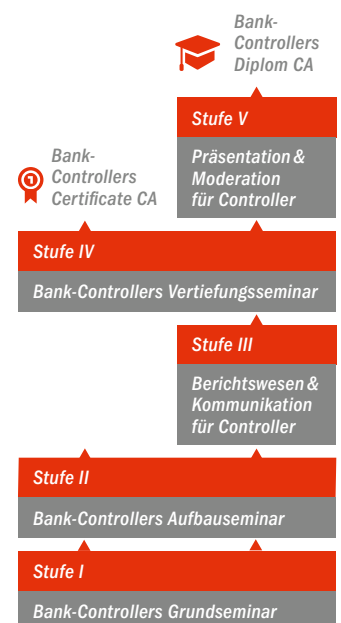 Bank-
Controllers
Diplom CA
Stufe V
Präsentation &
Moderation
für Controller
Bank-
Controllers
Certificate CA
1
Stufe IV
Bank-Controllers Vertiefungsseminar
Stufe III
Berichtswesen &
Kommunikation
für Controller
Stufe II
Bank-Controllers Aufbauseminar
Stufe I
Bank-Controllers Grundseminar